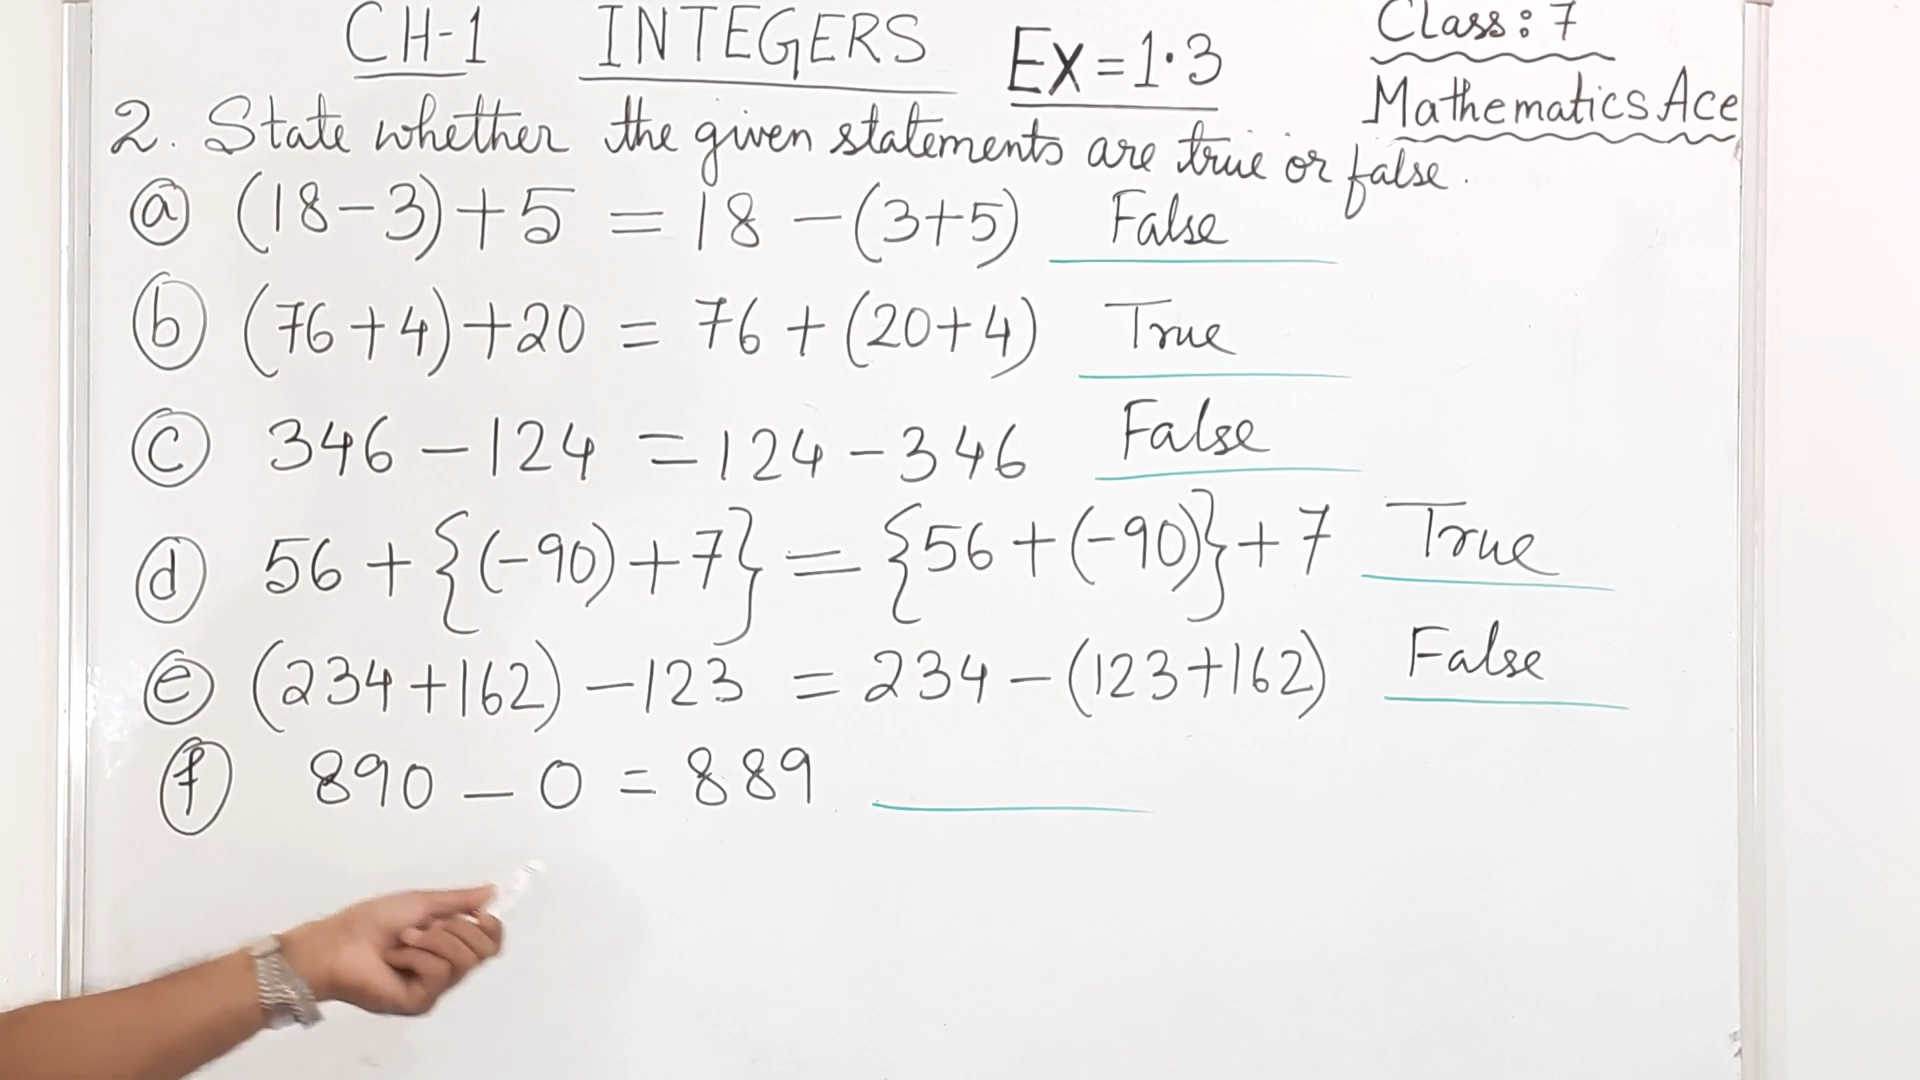 CH-1 INTEGERS EX=1.3 Class: 7
Mathematics Ace
2. State whether the given statements are true or false.
a (18-3)+5 = 18-(3+5) False
b (76+4)+20 = 76+(20+4) True
c 346-124 = 124-346 False
d 56+{(-90)+7} = {56+(-90)}+7 True
e (234+162)-123 = 234-(123+162) False
f 890-0 = 889